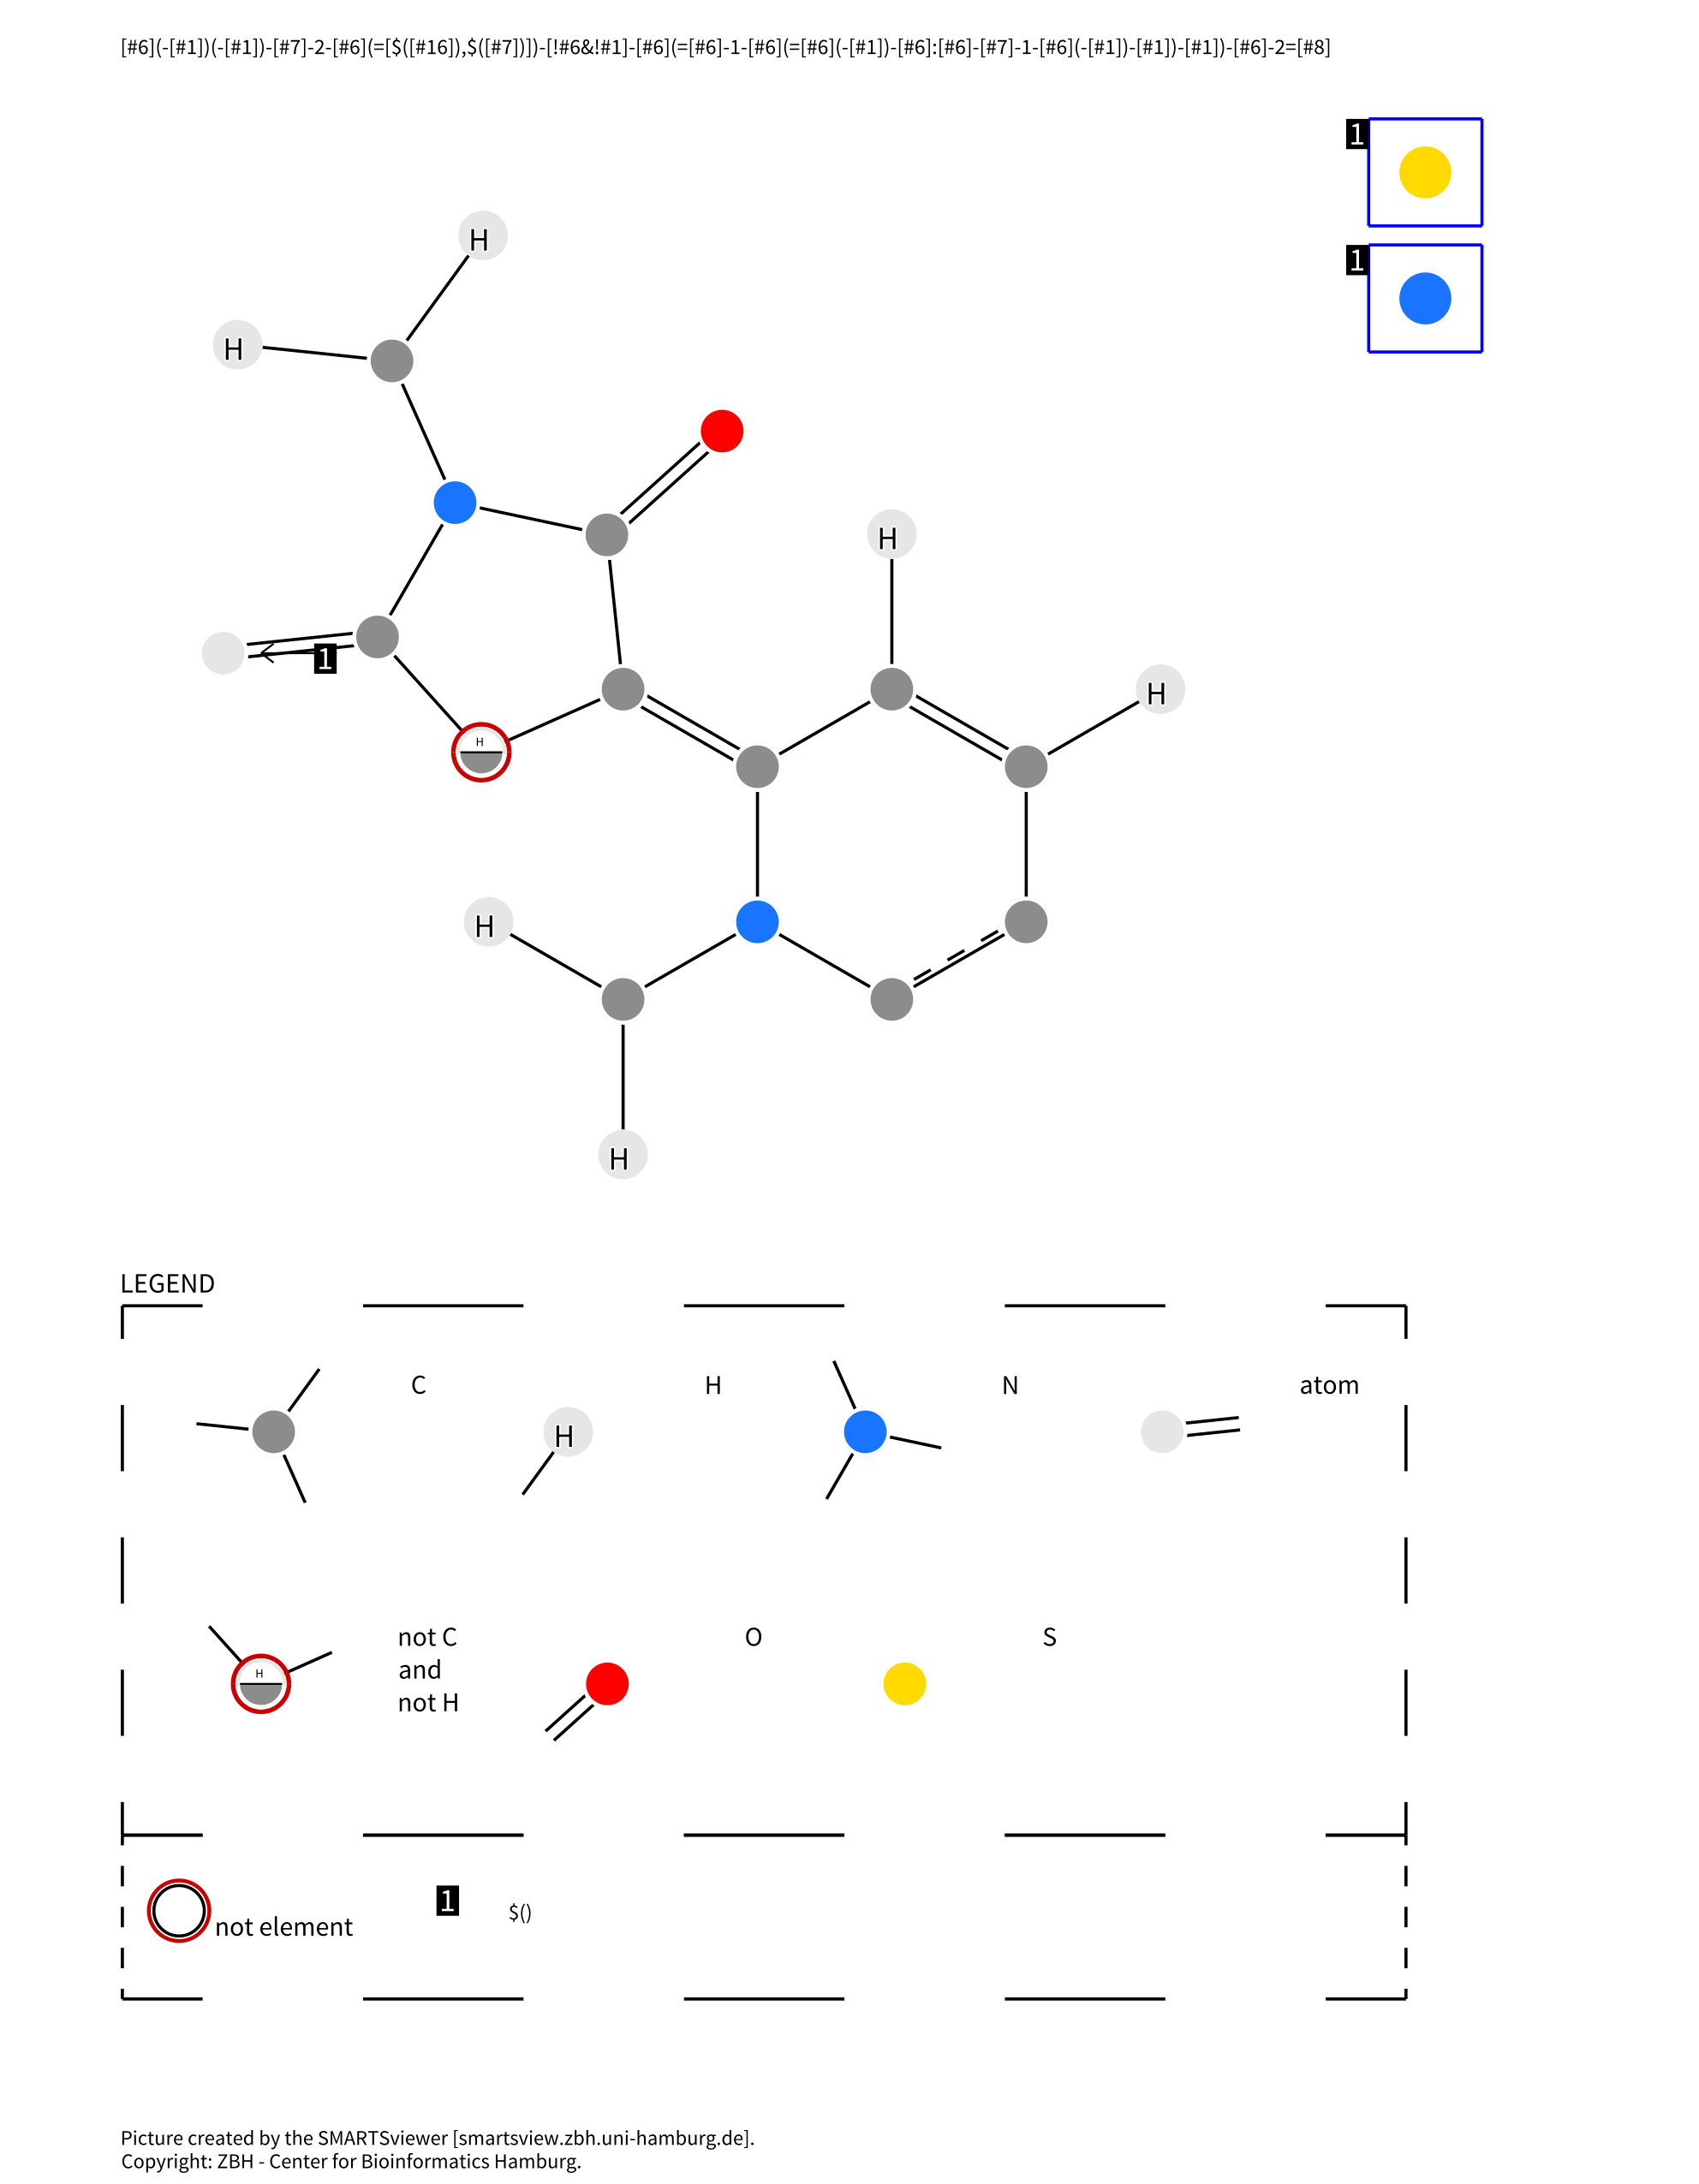 [#6](-[#1])(-[#1])-[#7]-2-[#6](=[$([#16]),$([#7])])-[!#6&!#1]-[#6](=[#6]-1-[#6](=[#6](-[#1])-[#6]:[#6]-[#7]-1-[#6](-[#1])-[#1])-[#1])-[#6]-2=[#8]
1
H
1
H
H
H
1
H
H
H
LEGEND
C H N atom
H
not C O S
H
and
not H
1
$()
not element
Picture created by the SMARTSviewer [smartsview.zbh.uni-hamburg.de].
Copyright: ZBH - Center for Bioinformatics Hamburg.